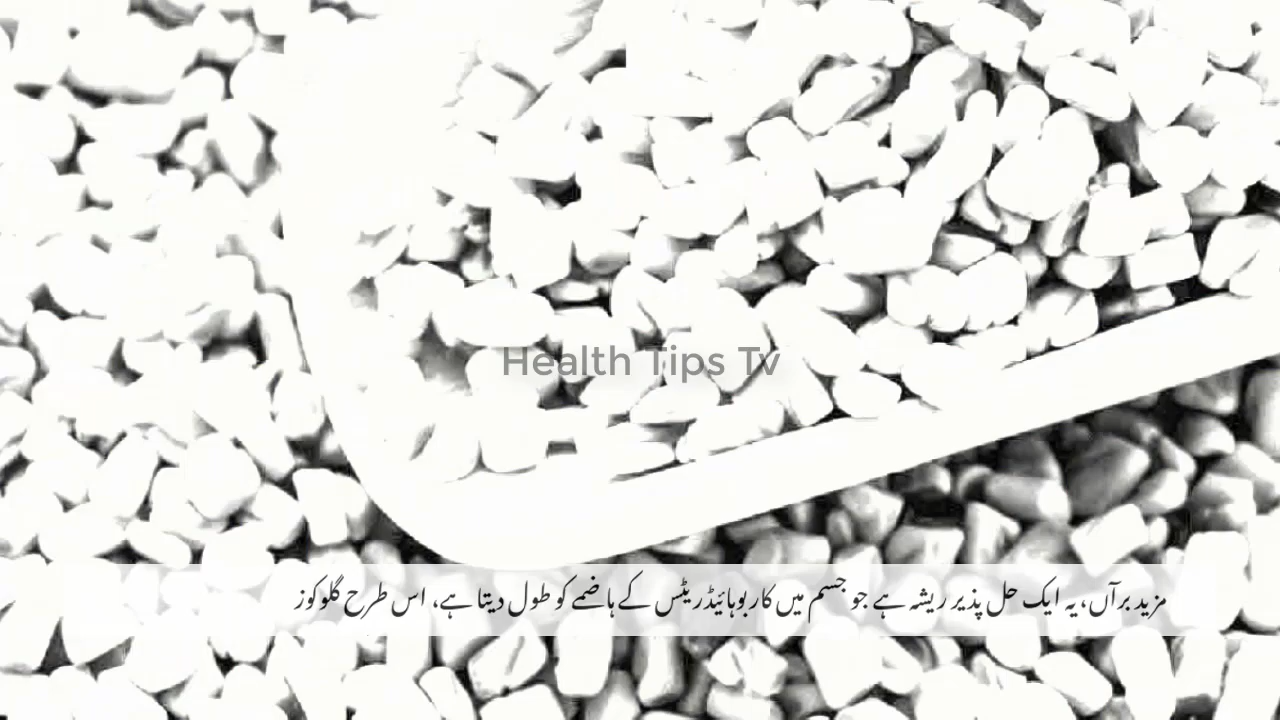 Health Tips Tv
مزید برآں، یہ ایک حل پذیر ریشہ ہے جو جسم میں کاربوہائیڈریٹس کے ہاضمے کو طول دیتا ہے، اس طرح گلوکوز